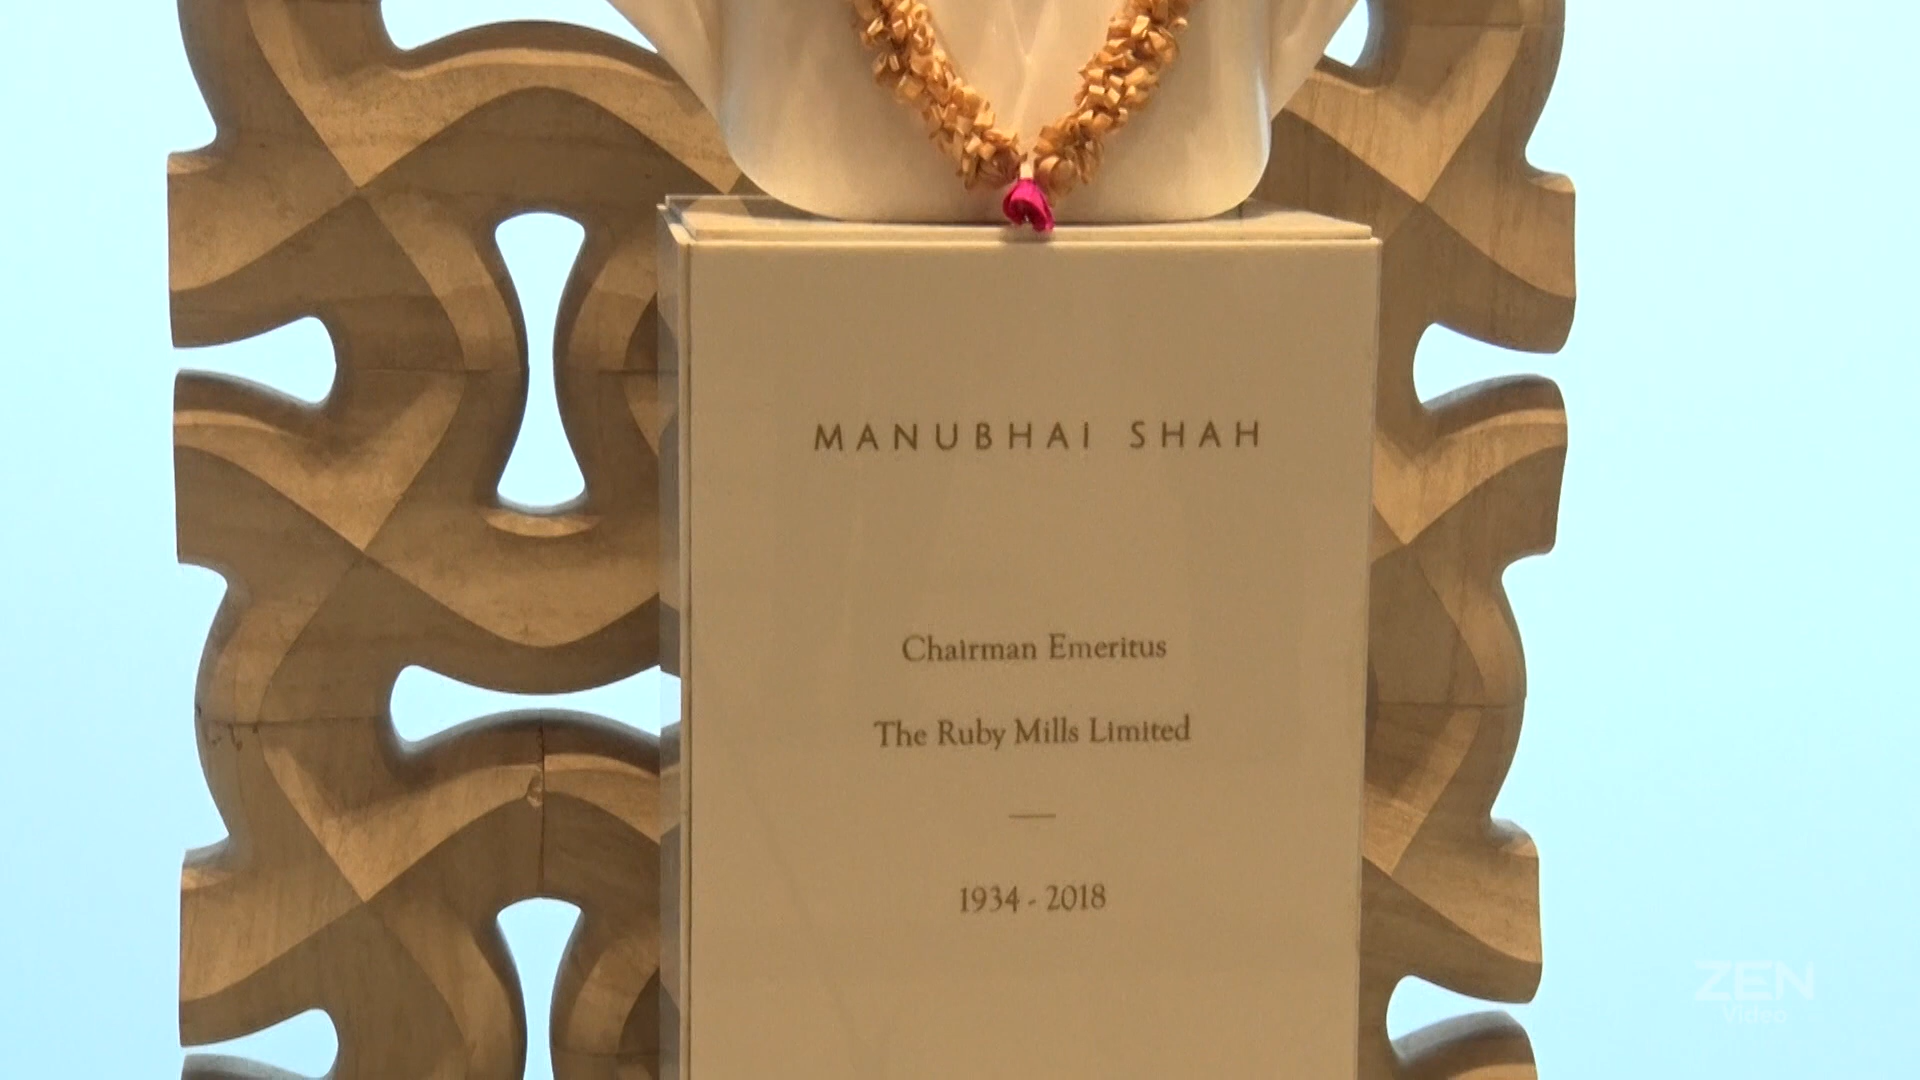 MANUBHAI SHAH
Chairman Emeritus
The Ruby Mills Limited
1934 - 2018
ZEN
Video